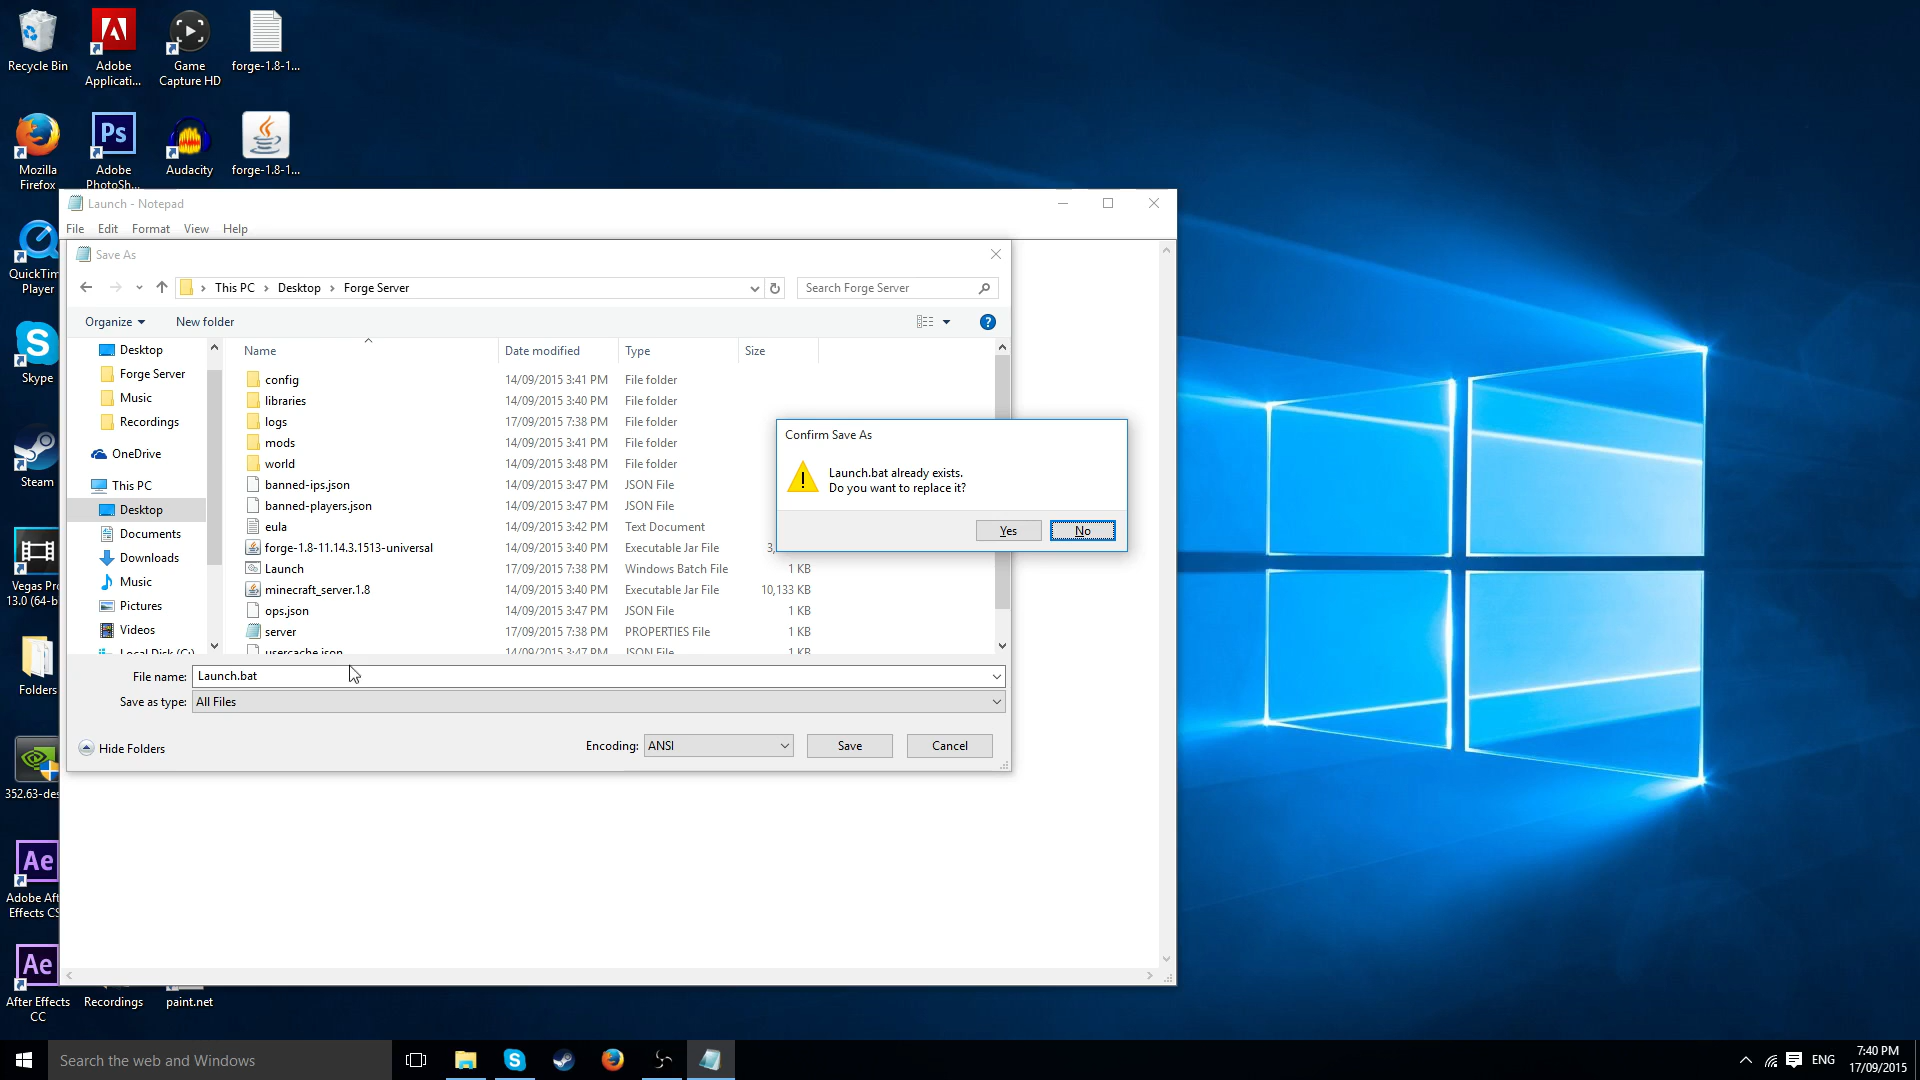 Recycle Bin
Adobe
Applicati...
Game
Capture HD
forge-1.8-1...
Mozilla
Firefox
Ps
Adobe
PhotoSh...
Audacity
forge-1.8-1...
QuickTim
Player
Skype
Steam
Vegas Pro
13.0 (64-b
Folders
352.63-des
Ae
Adobe Aft
Effects CS
Ae
After Effects
CC
Recordings
paint.net
Launch - Notepad
File Edit Format View Help
Save As
This PC > Desktop > Forge Server
Search Forge Server
Organize
New folder
Desktop
Forge Server
Music
Recordings
OneDrive
This PC
Desktop
Documents
Downloads
Music
Pictures
Videos
Local Disk (C:)
Name Date modified Type Size
config 14/09/2015 3:41 PM File folder
libraries 14/09/2015 3:40 PM File folder
logs 17/09/2015 7:38 PM File folder
mods 14/09/2015 3:41 PM File folder
world 14/09/2015 3:48 PM File folder
banned-ips.json 14/09/2015 3:47 PM JSON File
banned-players.json 14/09/2015 3:47 PM JSON File
eula 14/09/2015 3:42 PM Text Document
forge-1.8-11.14.3.1513-universal 14/09/2015 3:40 PM Executable Jar File 3,
Launch 17/09/2015 7:38 PM Windows Batch File 1 KB
minecraft_server.1.8 14/09/2015 3:40 PM Executable Jar File 10,133 KB
ops.json 14/09/2015 3:47 PM JSON File 1 KB
server 17/09/2015 7:38 PM PROPERTIES File 1 KB
usercache.json 14/09/2015 3:47 PM JSON File 1 KB
Confirm Save As
Launch.bat already exists.
Do you want to replace it?
Yes
No
File name: Launch.bat
Save as type: All Files
Hide Folders
Encoding: ANSI
Save
Cancel
Search the web and Windows
ENG
7:40 PM
17/09/2015